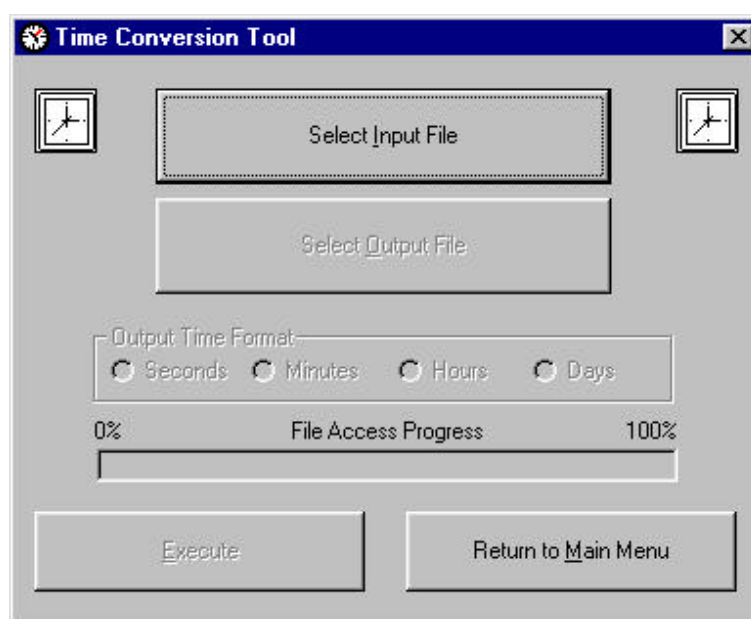 Time Conversion Tool
Select Input File
Select Output File
Output Time Format
Seconds Minutes Hours Days
0% File Access Progress 100%
Execute Return to Main Menu